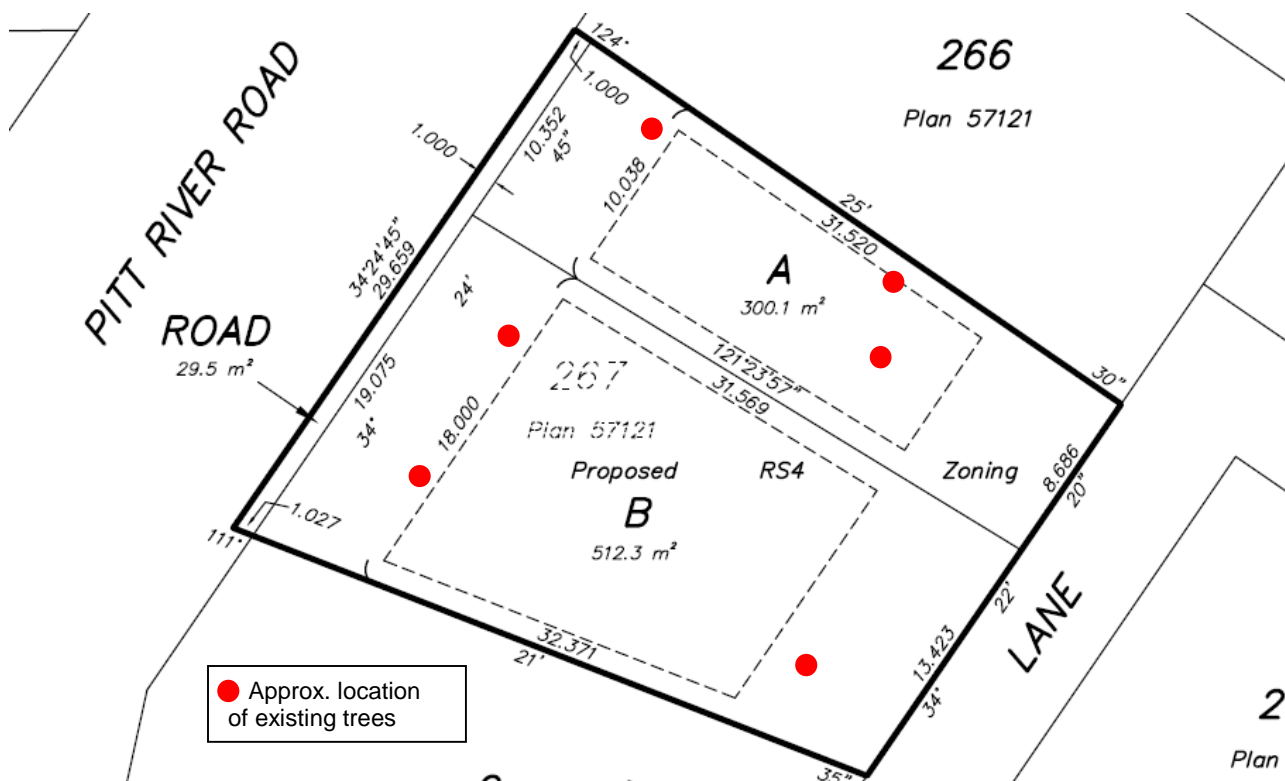 124°
266
Plan 57121
1.000
10.352
45"
1.000
PITT RIVER ROAD
10.038
25'
31.520
A
300.1 m²
34°24'45"
29.659
24'
ROAD
29.5 m²
121°23'57"
31.569
30"
267
Plan 57121
19.075
34°
18.000
Proposed RS4 Zoning
B
512.3 m²
8.686
20"
1.027
111°
22'
LANE
32.371
21'
13.423
34°
35"
2
Plan
Approx. location
of existing trees